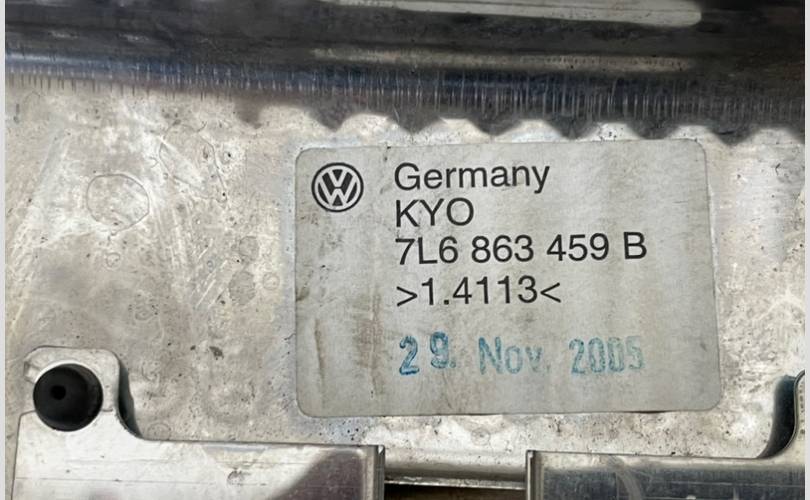 Germany
KYO
7L6 863 459 B
>1.4113<
29. Nov. 2005